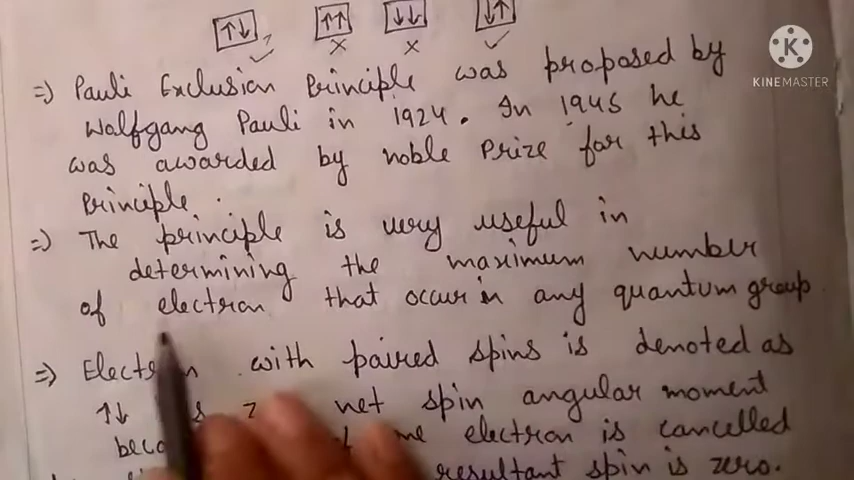 ↑↓ ↑↑ ↓↓ ↓↑
K
KINEMASTER
⇒ Pauli Exclusion Principle was proposed by
Walfgang Pauli in 1924. In 1945 he
was awarded by noble Prize for this
Principle.
⇒ The principle is very useful in
determining the maximum number
of electron that occur in any quantum group
⇒ with paired spins is denoted as
↑↓ net spin angular moment
electron is cancelled
resultant spin is zero.